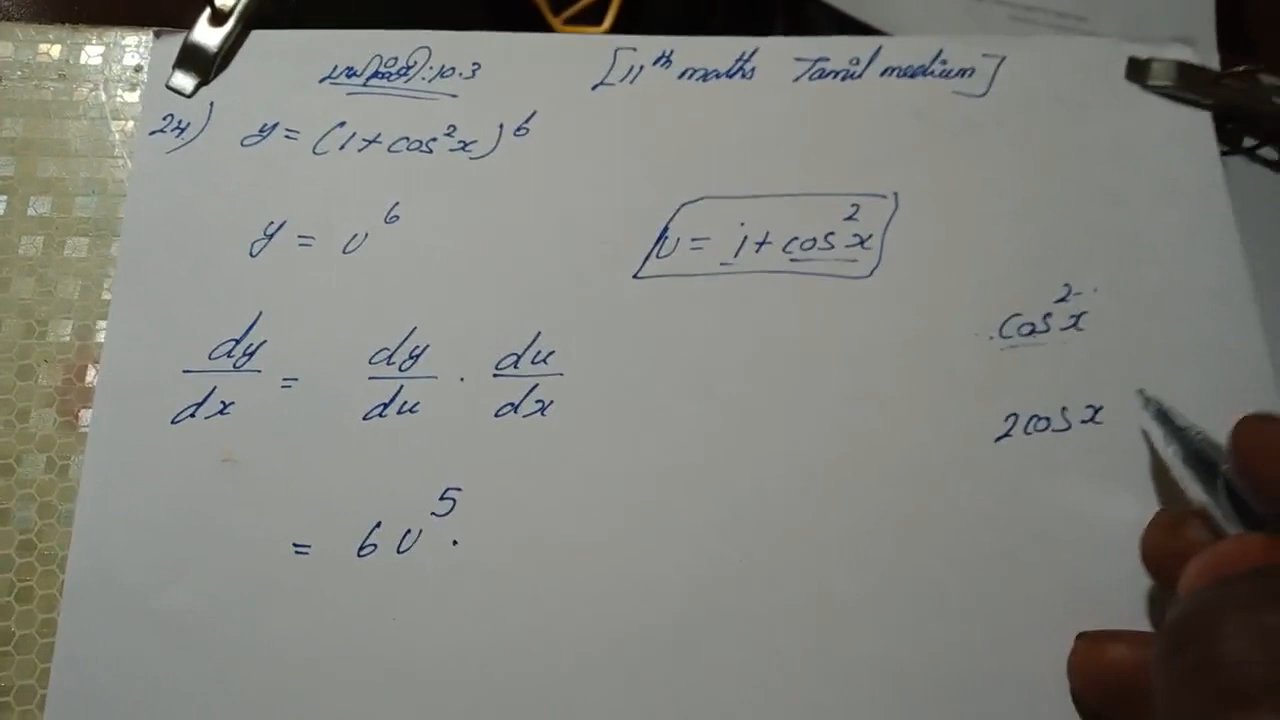 பயிற்சி : 10.3 [11th maths Tamil medium]
24) y = (1 + cos²x)⁶
y = u⁶ u = 1 + cos²x
cos²x
dy/dx = dy/du · du/dx
2cos x
= 6u⁵ ·